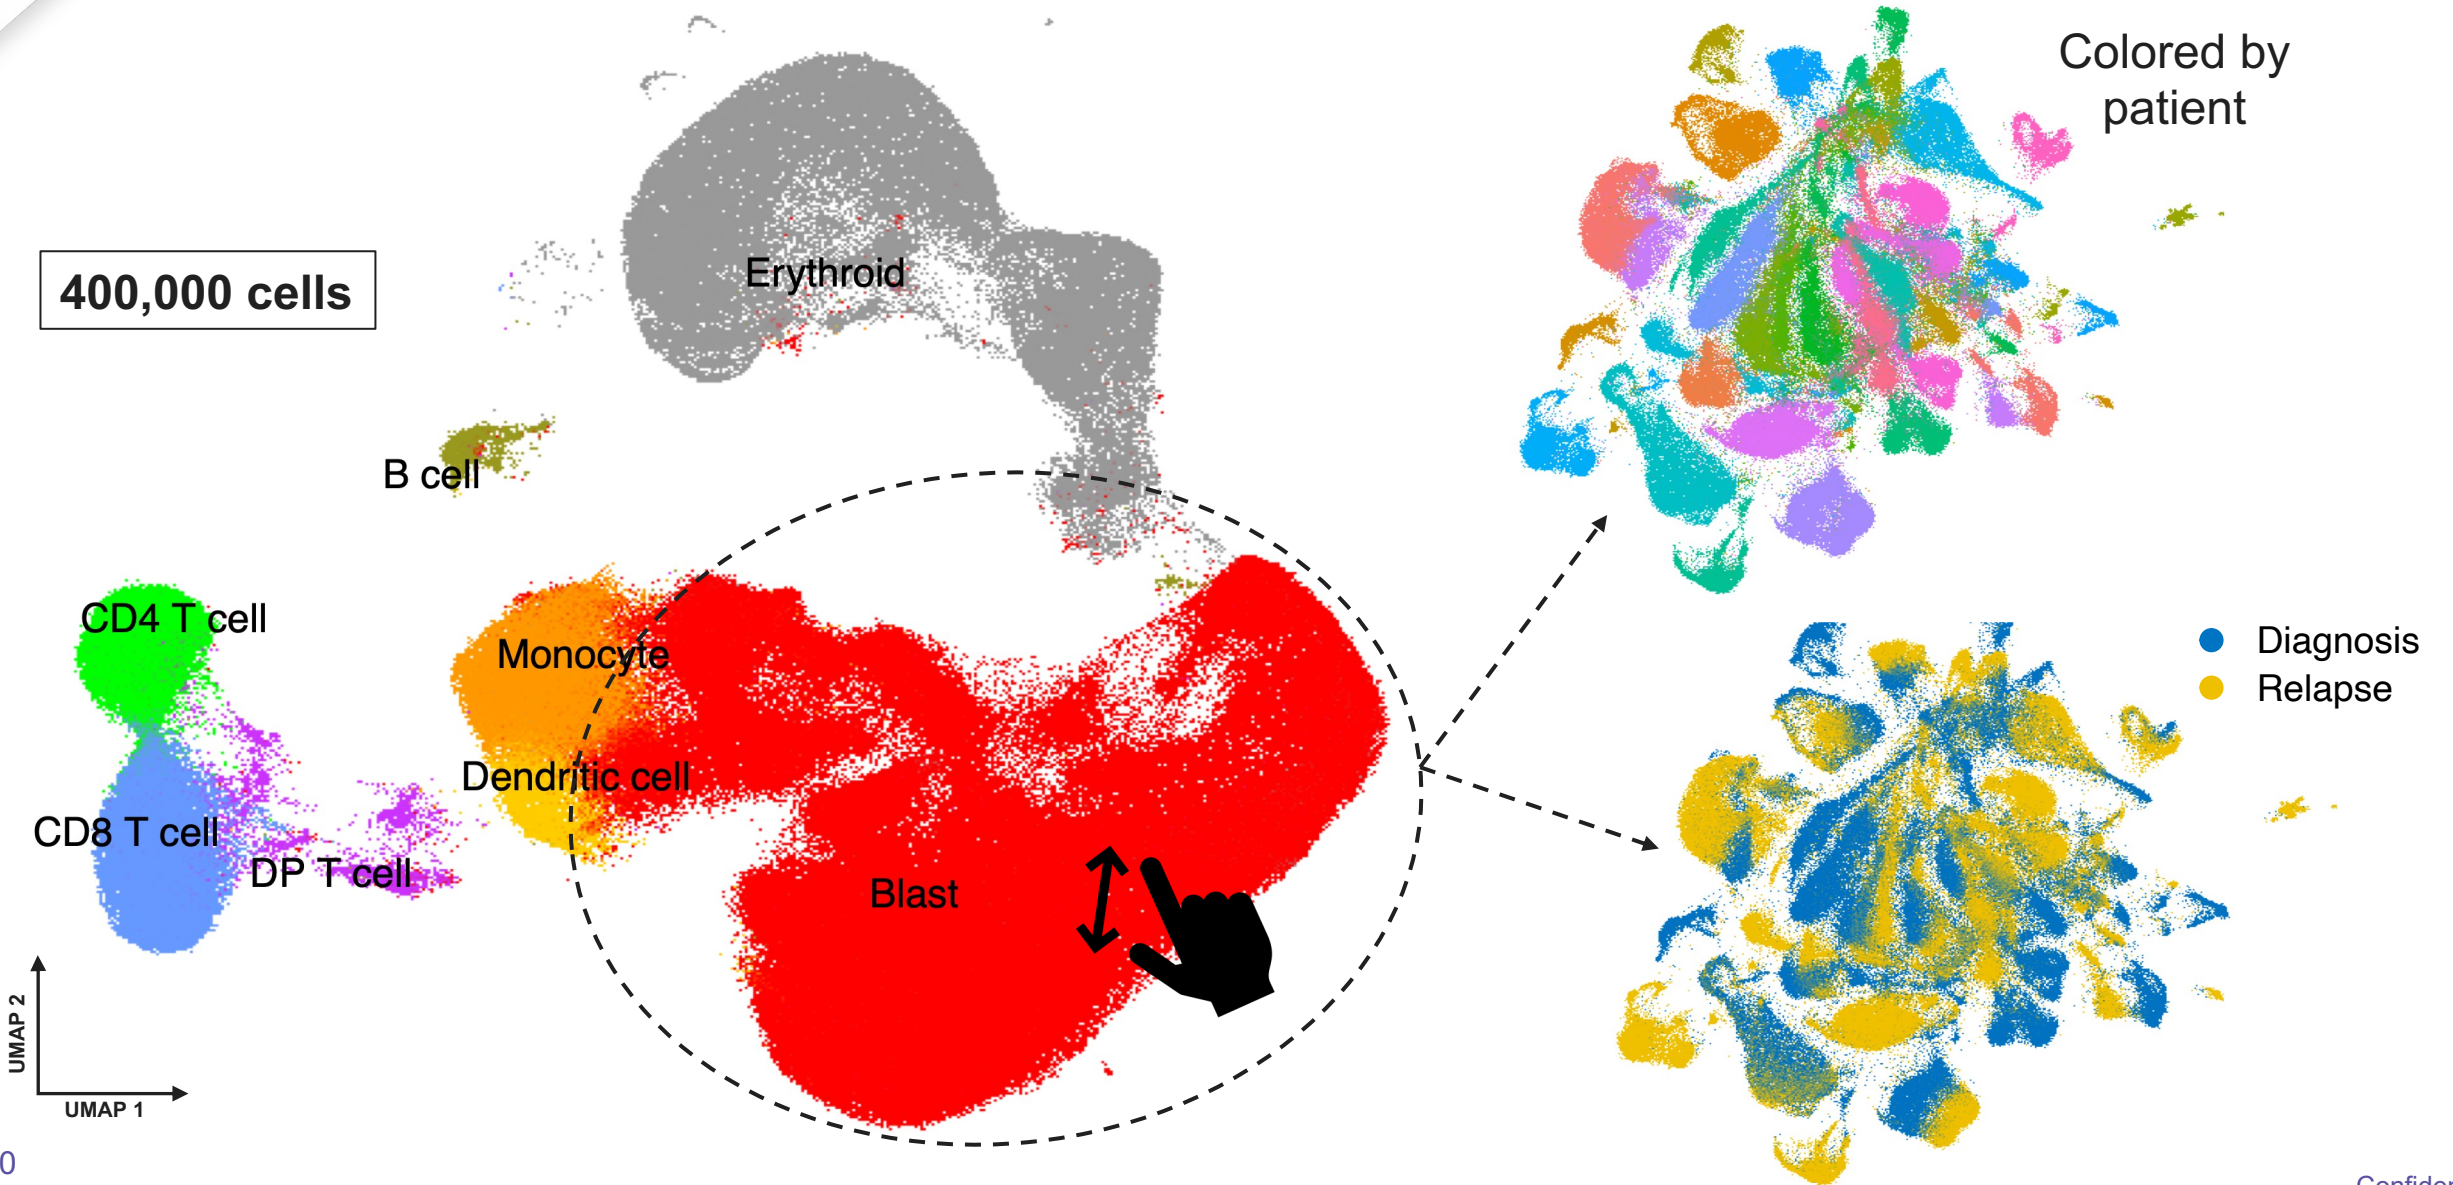 Colored by
patient
400,000 cells
Erythroid
B cell
CD4 T cell
Monocyte
Dendritic cell
CD8 T cell
DP T cell
Blast
Diagnosis
Relapse
UMAP 2
UMAP 1
0